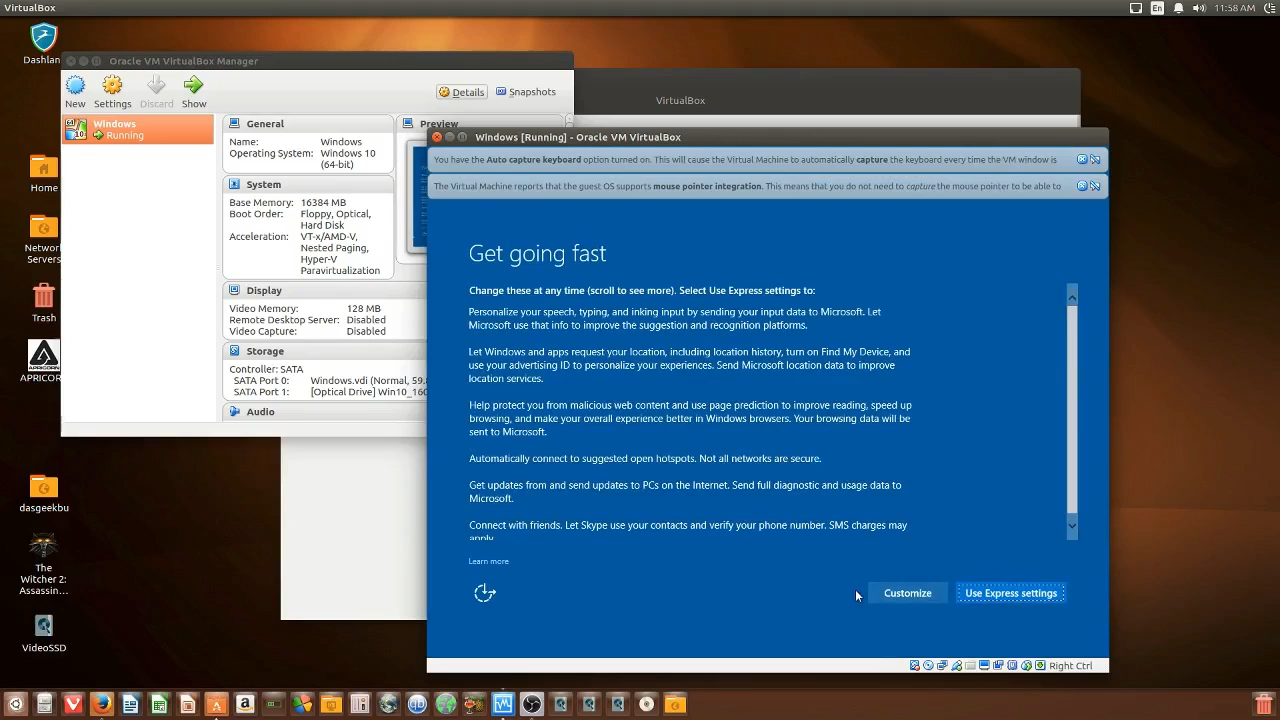 VirtualBox
En
11:58 AM
Dashlan
Oracle VM VirtualBox Manager
New
Settings
Discard
Show
Details
Snapshots
VirtualBox
Windows
Running
General
Name: Windows
Operating System: Windows 10
(64-bit)
Preview
System
Base Memory: 16384 MB
Boot Order: Floppy, Optical,
Hard Disk
Acceleration: VT-x/AMD-V,
Nested Paging,
Hyper-V
Paravirtualization
Display
Video Memory: 128 MB
Remote Desktop Server: Disabled
Video Capture: Disabled
Storage
Controller: SATA
SATA Port 0: Windows.vdi (Normal, 59.
SATA Port 1: [Optical Drive] Win10_160
Audio
Windows [Running] - Oracle VM VirtualBox
You have the Auto capture keyboard option turned on. This will cause the Virtual Machine to automatically capture the keyboard every time the VM window is
The Virtual Machine reports that the guest OS supports mouse pointer integration. This means that you do not need to capture the mouse pointer to be able to
Get going fast
Change these at any time (scroll to see more). Select Use Express settings to:
Personalize your speech, typing, and inking input by sending your input data to Microsoft. Let
Microsoft use that info to improve the suggestion and recognition platforms.
Let Windows and apps request your location, including location history, turn on Find My Device, and
use your advertising ID to personalize your experiences. Send Microsoft location data to improve
location services.
Help protect you from malicious web content and use page prediction to improve reading, speed up
browsing, and make your overall experience better in Windows browsers. Your browsing data will be
sent to Microsoft.
Automatically connect to suggested open hotspots. Not all networks are secure.
Get updates from and send updates to PCs on the Internet. Send full diagnostic and usage data to
Microsoft.
Connect with friends. Let Skype use your contacts and verify your phone number. SMS charges may
apply.
Learn more
Customize
Use Express settings
Right Ctrl
Home
Network
Servers
Trash
APRICOR
dasgeekbu
The
Witcher 2:
Assassin...
VideoSSD